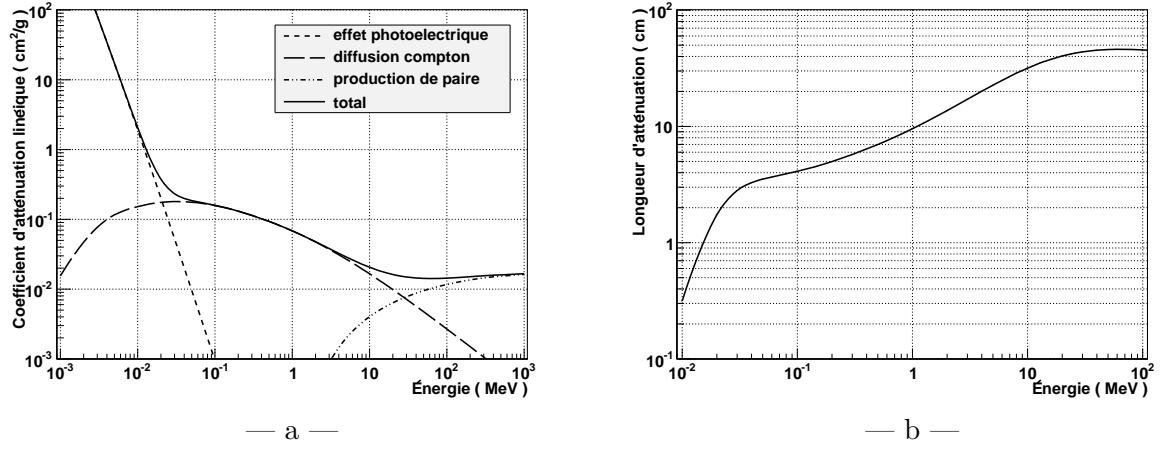 Coefficient d'atténuation linéique ( cm²/g )
10²
10
1
10⁻¹
10⁻²
10⁻³
effet photoelectrique
diffusion compton
production de paire
total
10⁻³ 10⁻² 10⁻¹ 1 10 10² 10³
Énergie ( MeV )
— a —
Longueur d'atténuation ( cm )
10²
10
1
10⁻¹
10⁻² 10⁻¹ 1 10 10²
Énergie ( MeV )
— b —